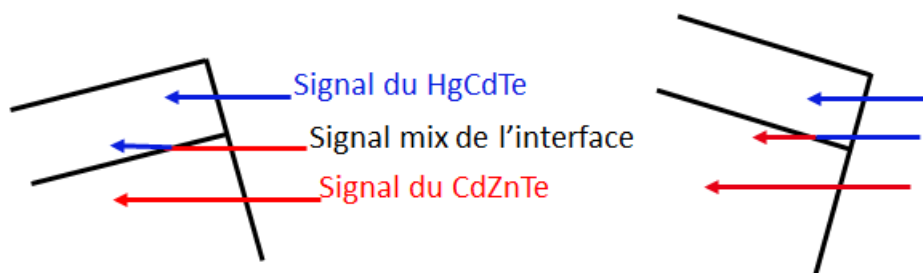 Signal du HgCdTe
Signal mix de l’interface
Signal du CdZnTe